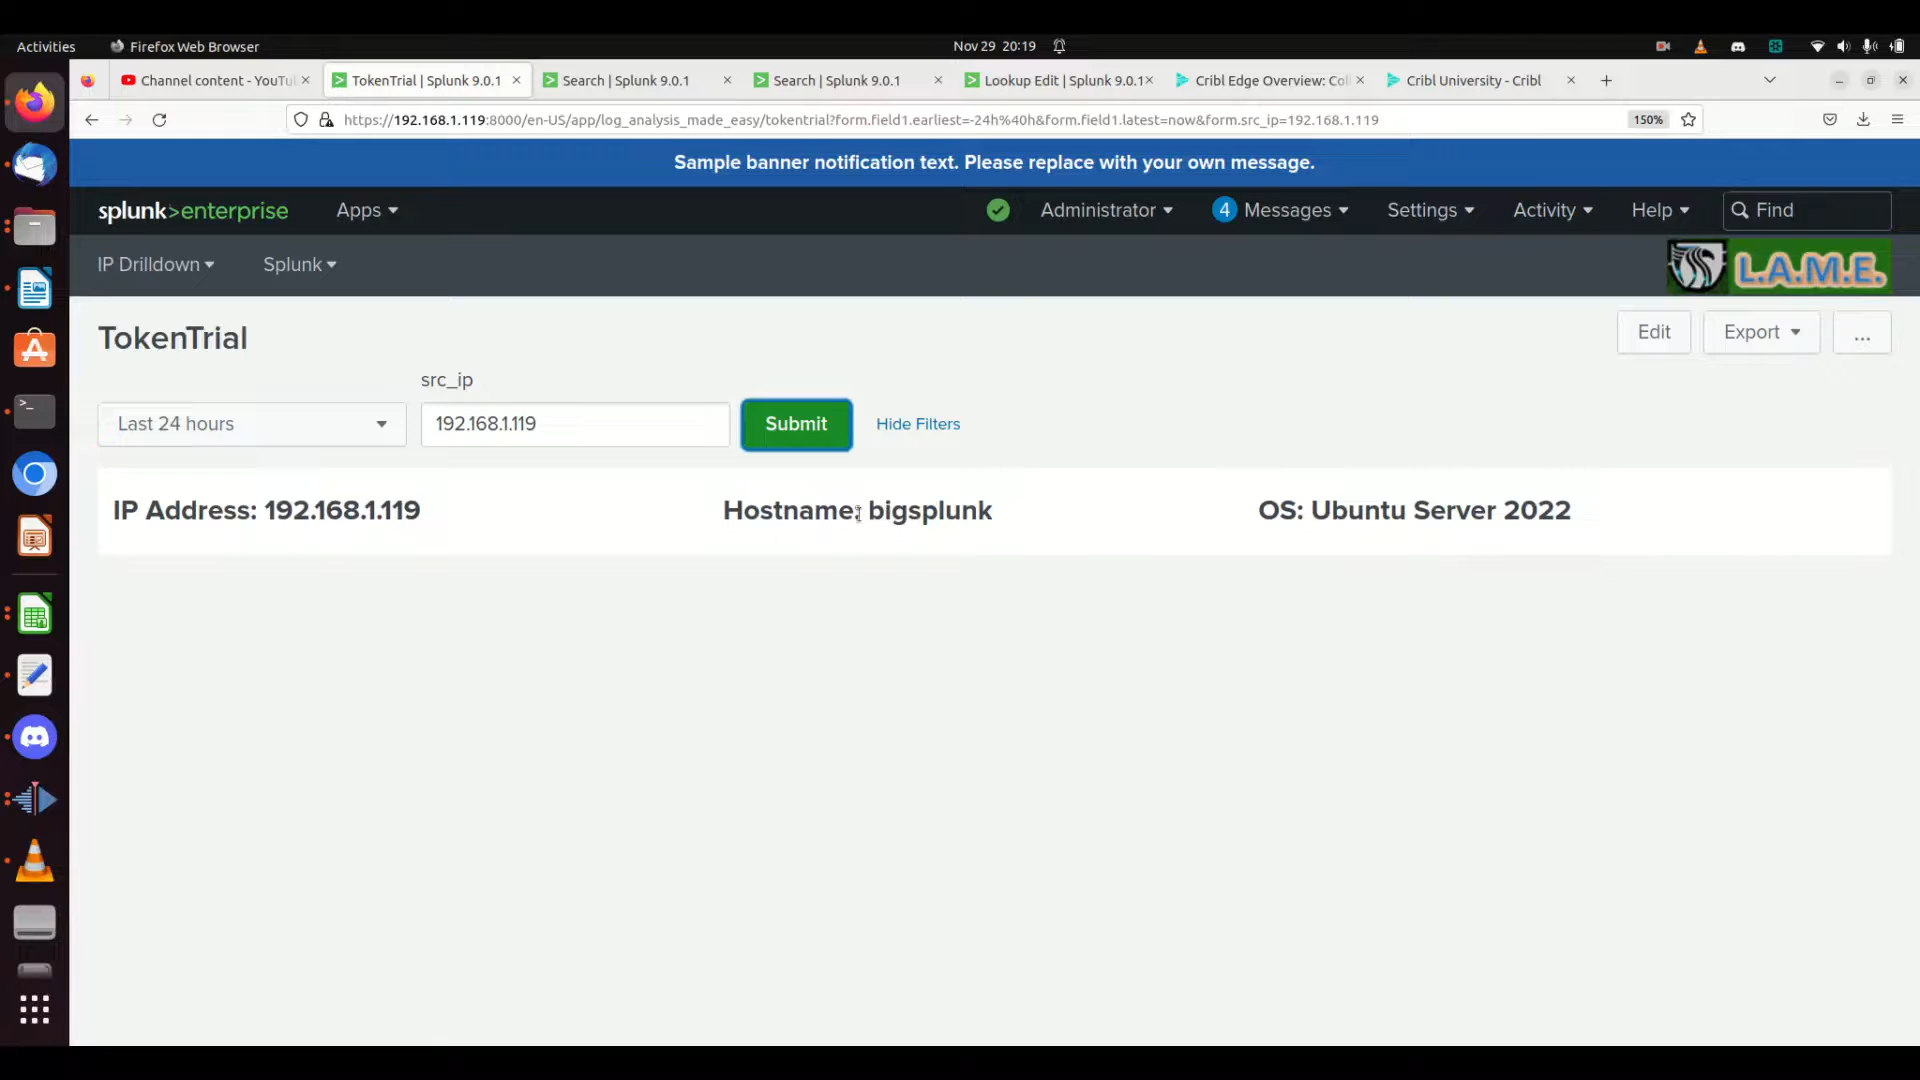 Activities Firefox Web Browser Nov 29 20:19
Channel content - YouTu TokenTrial | Splunk 9.0.1 Search | Splunk 9.0.1 Search | Splunk 9.0.1 Lookup Edit | Splunk 9.0.1 Cribl Edge Overview: Col Cribl University - Cribl
https://192.168.1.119:8000/en-US/app/log_analysis_made_easy/tokentrial?form.field1.earliest=-24h%40h&form.field1.latest=now&form.src_ip=192.168.1.119 150%
Sample banner notification text. Please replace with your own message.
splunk>enterprise Apps Administrator 4 Messages Settings Activity Help Find
IP Drilldown Splunk L.A.M.E.
TokenTrial Edit Export ...
src_ip
Last 24 hours 192.168.1.119 Submit Hide Filters
IP Address: 192.168.1.119 Hostname: bigsplunk OS: Ubuntu Server 2022